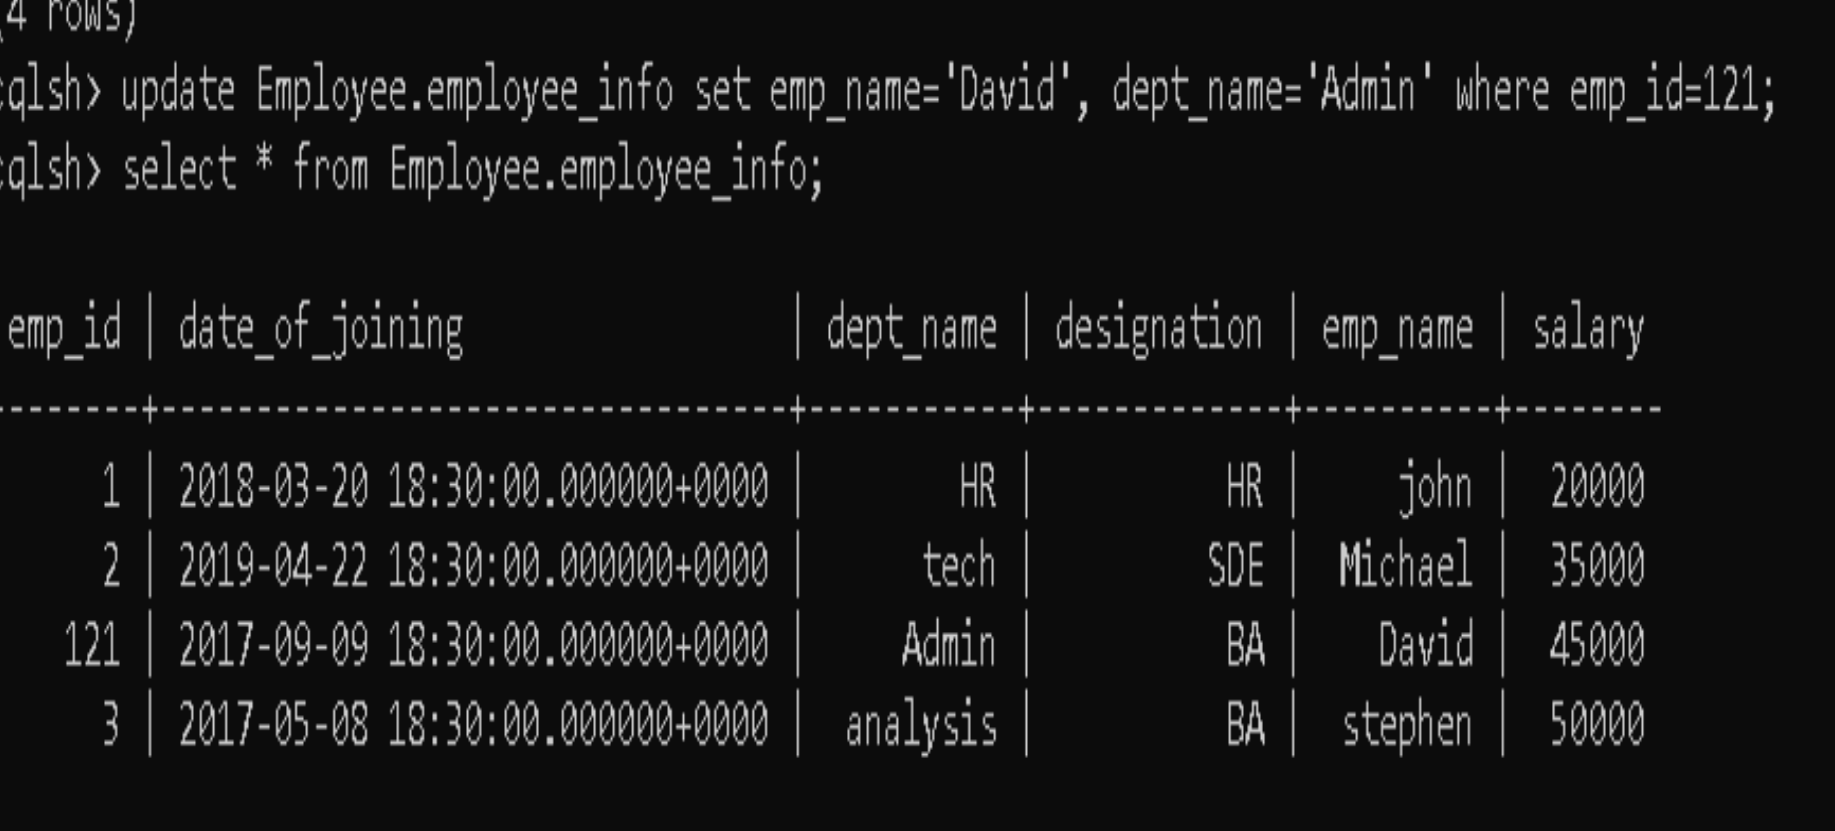 (4 rows)
cqlsh> update Employee.employee_info set emp_name='David', dept_name='Admin' where emp_id=121;
cqlsh> select * from Employee.employee_info;
emp_id | date_of_joining | dept_name | designation | emp_name | salary
--------+---------------------------------+-----------+-------------+----------+--------
1 | 2018-03-20 18:30:00.000000+0000 | HR | HR | john | 20000
2 | 2019-04-22 18:30:00.000000+0000 | tech | SDE | Michael | 35000
121 | 2017-09-09 18:30:00.000000+0000 | Admin | BA | David | 45000
3 | 2017-05-08 18:30:00.000000+0000 | analysis | BA | stephen | 50000